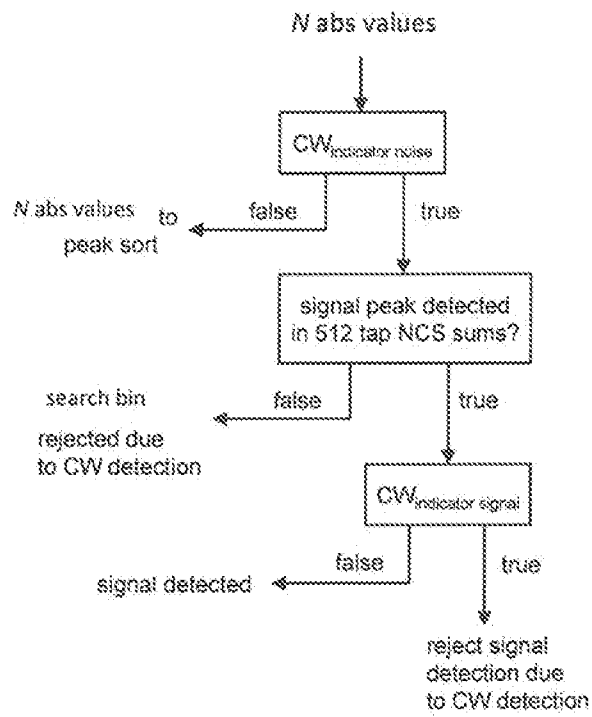 N abs values
CWindicator noise
false
true
N abs values to
peak sort
signal peak detected
in 512 tap NCS sums?
false
true
search bin
rejected due
to CW detection
CWindicator signal
false
true
signal detected
reject signal
detection due
to CW detection